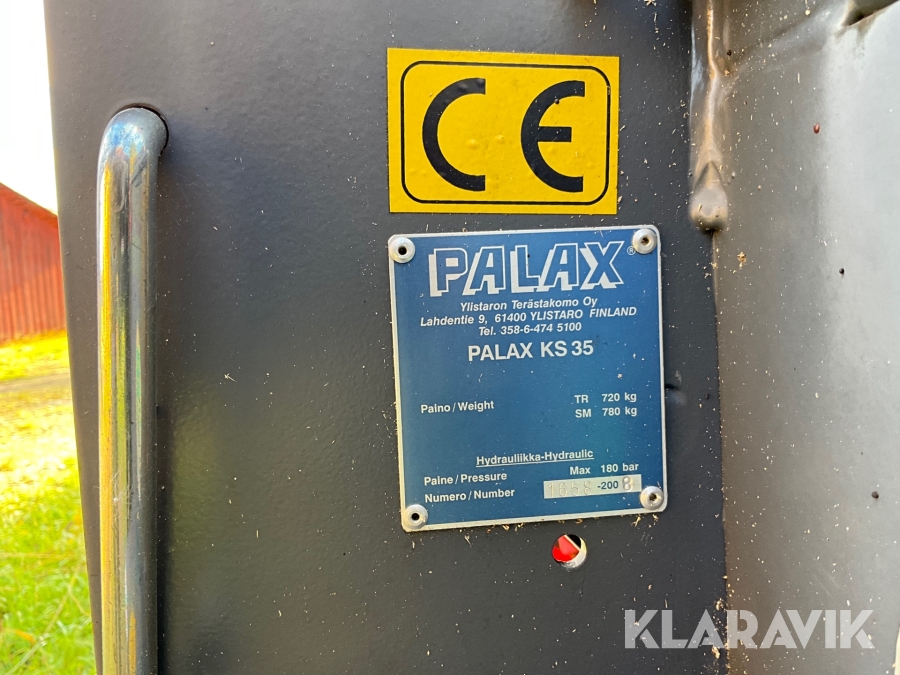 CE
PALAX®
Ylistaron Terästakomo Oy
Lahdentie 9, 61400 YLISTARO FINLAND
Tel. 358-6-474 5100
PALAX KS 35
Paino/Weight TR 720 kg
SM 780 kg
Hydrauliikka-Hydraulic
Paine/Pressure Max 180 bar
Numero/Number -200
KLARAVIK